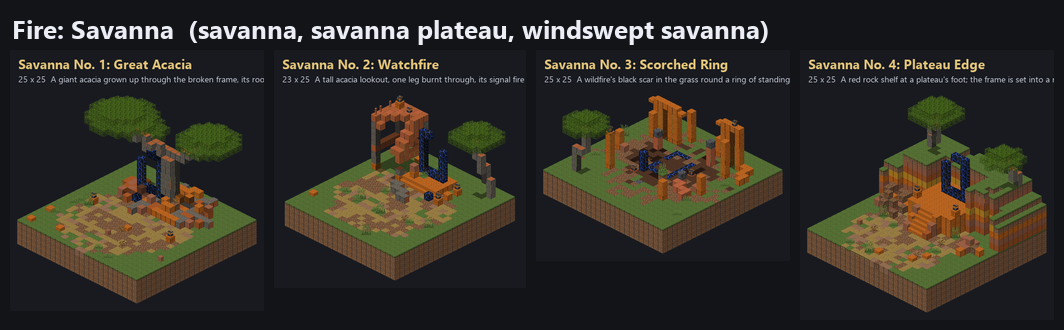 Fire: Savanna (savanna, savanna plateau, windswept savanna)
Savanna No. 1: Great Acacia
25 x 25 A giant acacia grown up through the broken frame, its roo
Savanna No. 2: Watchfire
23 x 25 A tall acacia lookout, one leg burnt through, its signal fire
Savanna No. 3: Scorched Ring
25 x 25 A wildfire's black scar in the grass round a ring of standing
Savanna No. 4: Plateau Edge
25 x 25 A red rock shelf at a plateau's foot; the frame is set into a